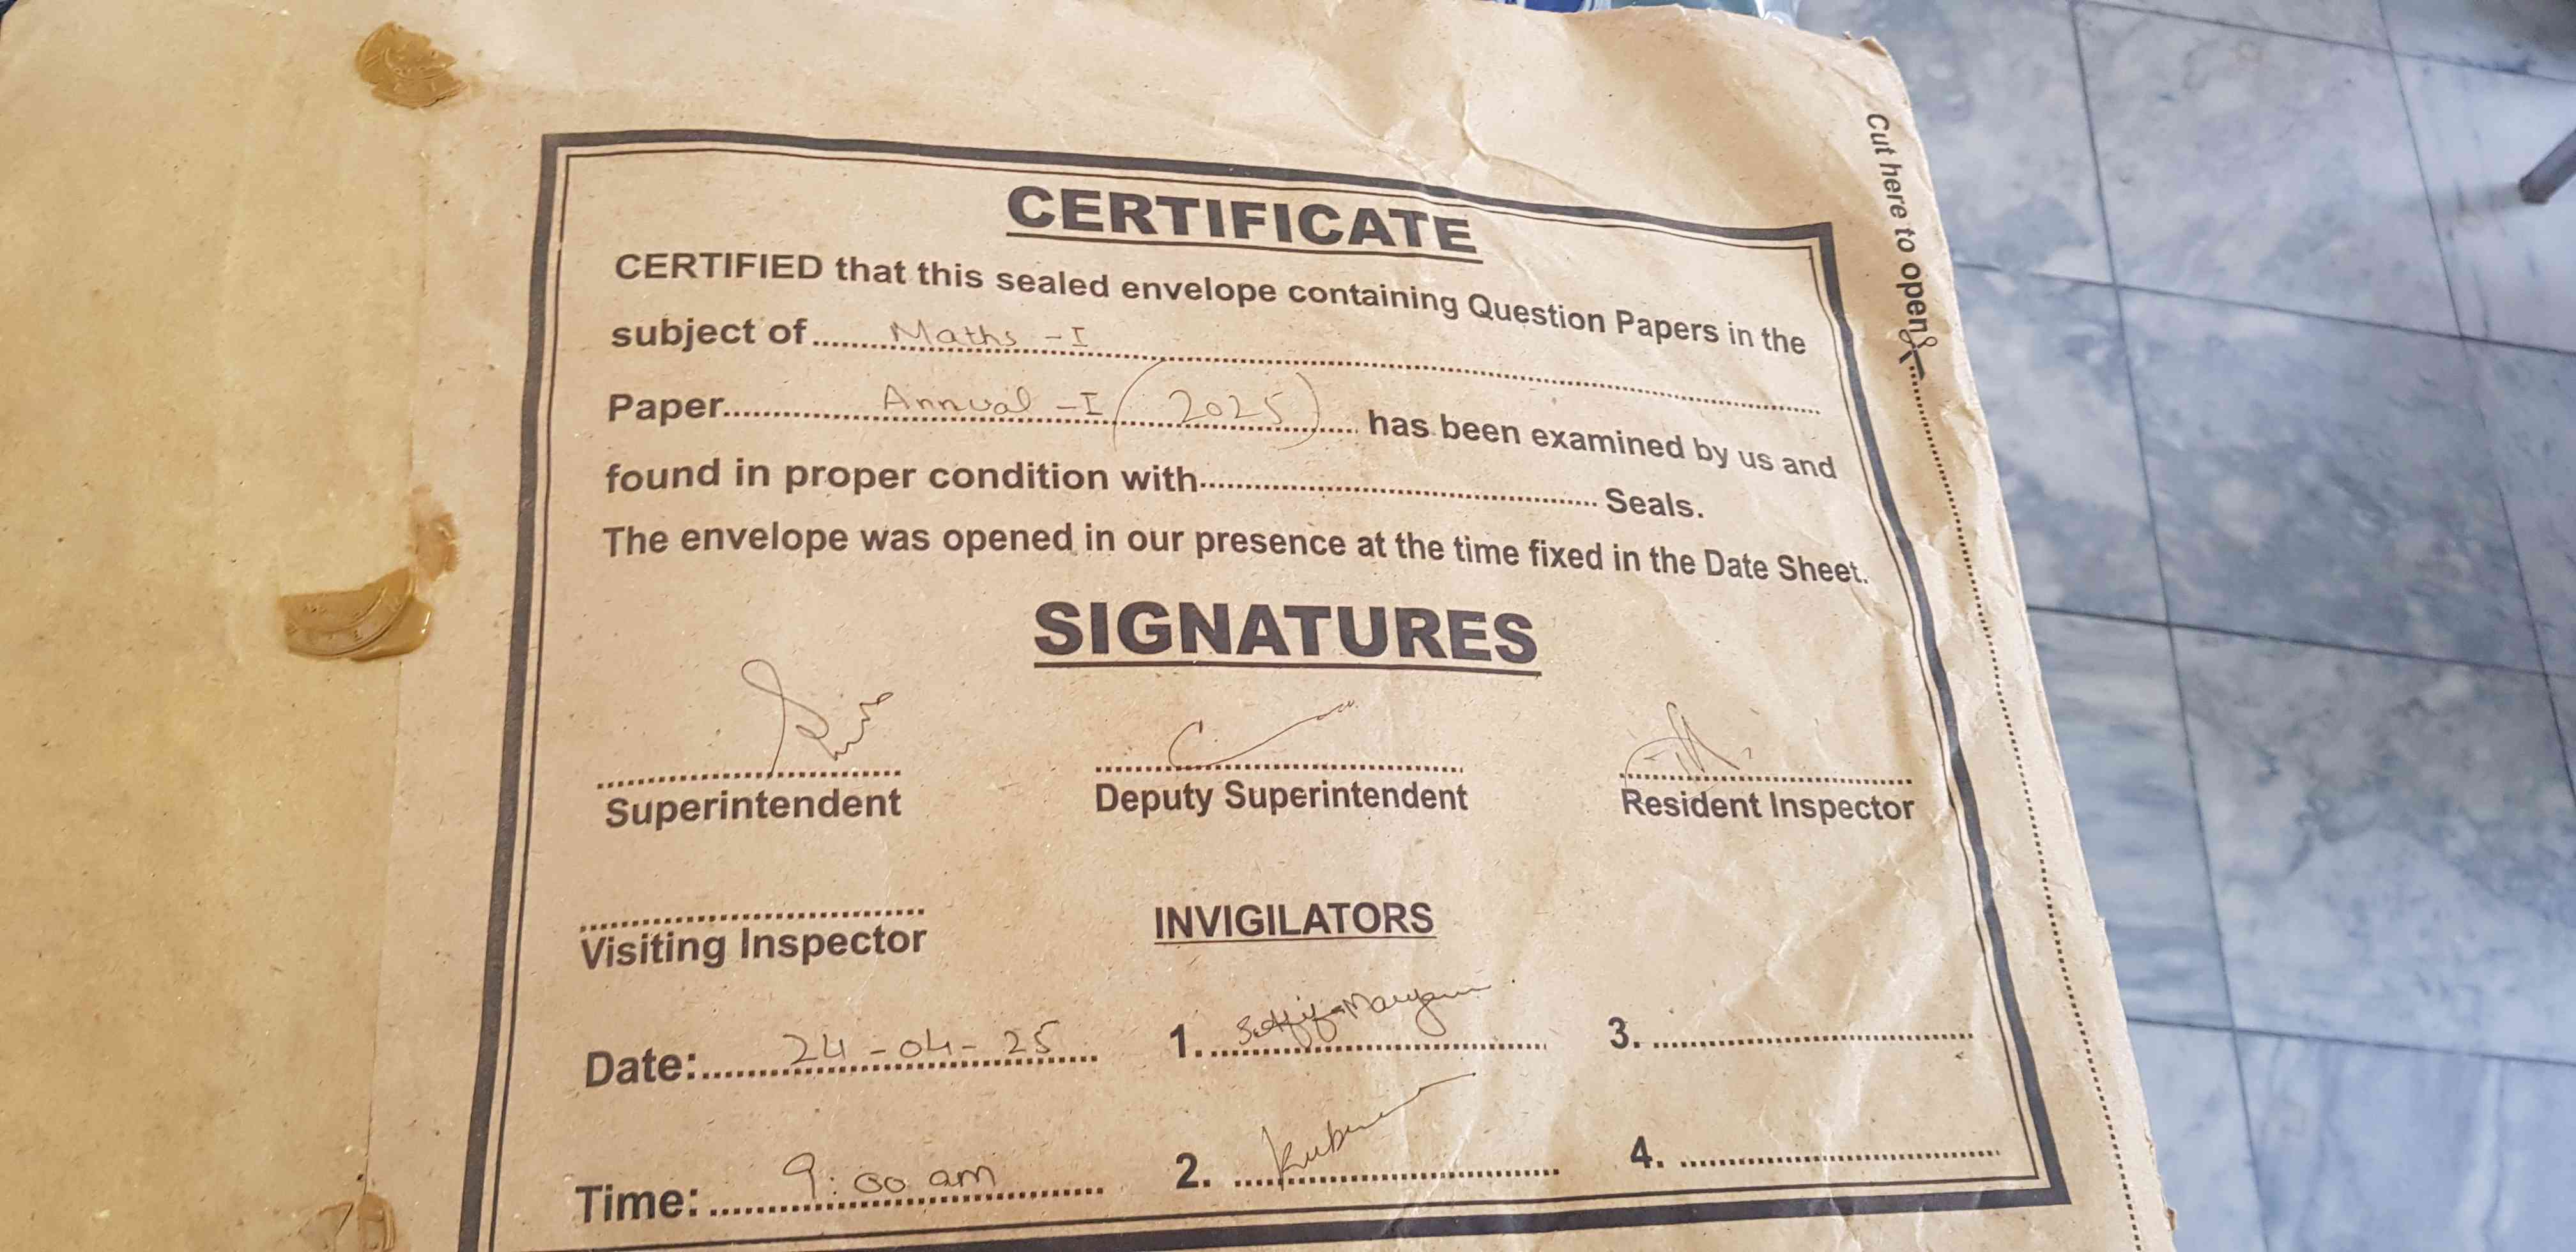 CERTIFICATE
CERTIFIED that this sealed envelope containing Question Papers in the
subject of.......Maths - I.......
Paper.......Annual - I (2025)....... has been examined by us and
found in proper condition with....... Seals.
The envelope was opened in our presence at the time fixed in the Date Sheet.
SIGNATURES
Superintendent Deputy Superintendent Resident Inspector
Visiting Inspector INVIGILATORS
Date:.......24-04-25....... 1. Maryam 3.
Time:.......9:00 am....... 2. 4.
Cut here to open